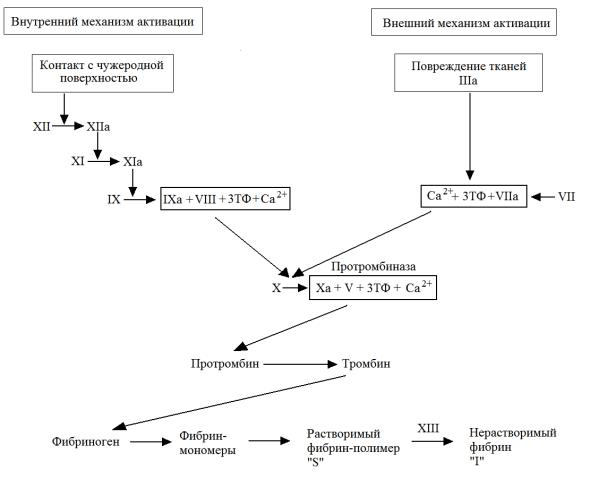 Внутренний механизм активации
Внешний механизм активации
Контакт с чужеродной
поверхностью
Повреждение тканей
IIIa
XII
XIIa
XI
XIa
IX
IXa + VIII + 3ТФ + Ca²⁺
Ca²⁺ + 3ТФ + VIIa
VII
Протромбиназа
X
Xa + V + 3ТФ + Ca²⁺
Протромбин
Тромбин
Фибриноген
Фибрин-
мономеры
Растворимый
фибрин-полимер
"S"
XIII
Нерастворимый
фибрин
"I"